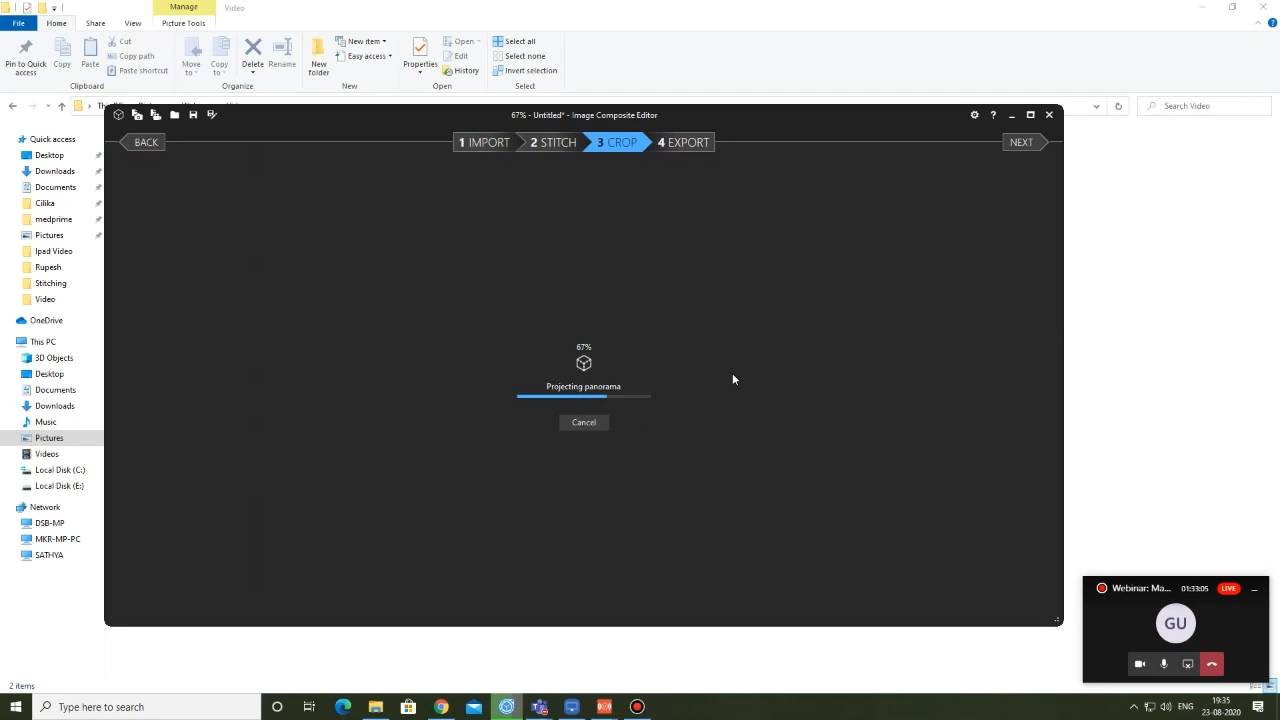 Manage
Video
File
Home
Share
View
Picture Tools
Pin to Quick access
Copy
Paste
Cut
Copy path
Paste shortcut
Clipboard
Move to
Copy to
Delete
Rename
Organize
New folder
New item
Easy access
New
Properties
Open
Edit
History
Open
Select all
Select none
Invert selection
Select
Search Video
67% - Untitled* - Image Composite Editor
BACK
1 IMPORT
2 STITCH
3 CROP
4 EXPORT
NEXT
Quick access
Desktop
Downloads
Documents
Cilika
medprime
Pictures
Ipad Video
Rupesh
Stitching
Video
OneDrive
This PC
3D Objects
Desktop
Documents
Downloads
Music
Pictures
Videos
Local Disk (C:)
Local Disk (E:)
Network
DSB-MP
MKR-MP-PC
SATHYA
67%
Projecting panorama
Cancel
Webinar: Ma... 01:33:05 LIVE
GU
2 items
Type here to search
ENG
19:35
23-08-2020